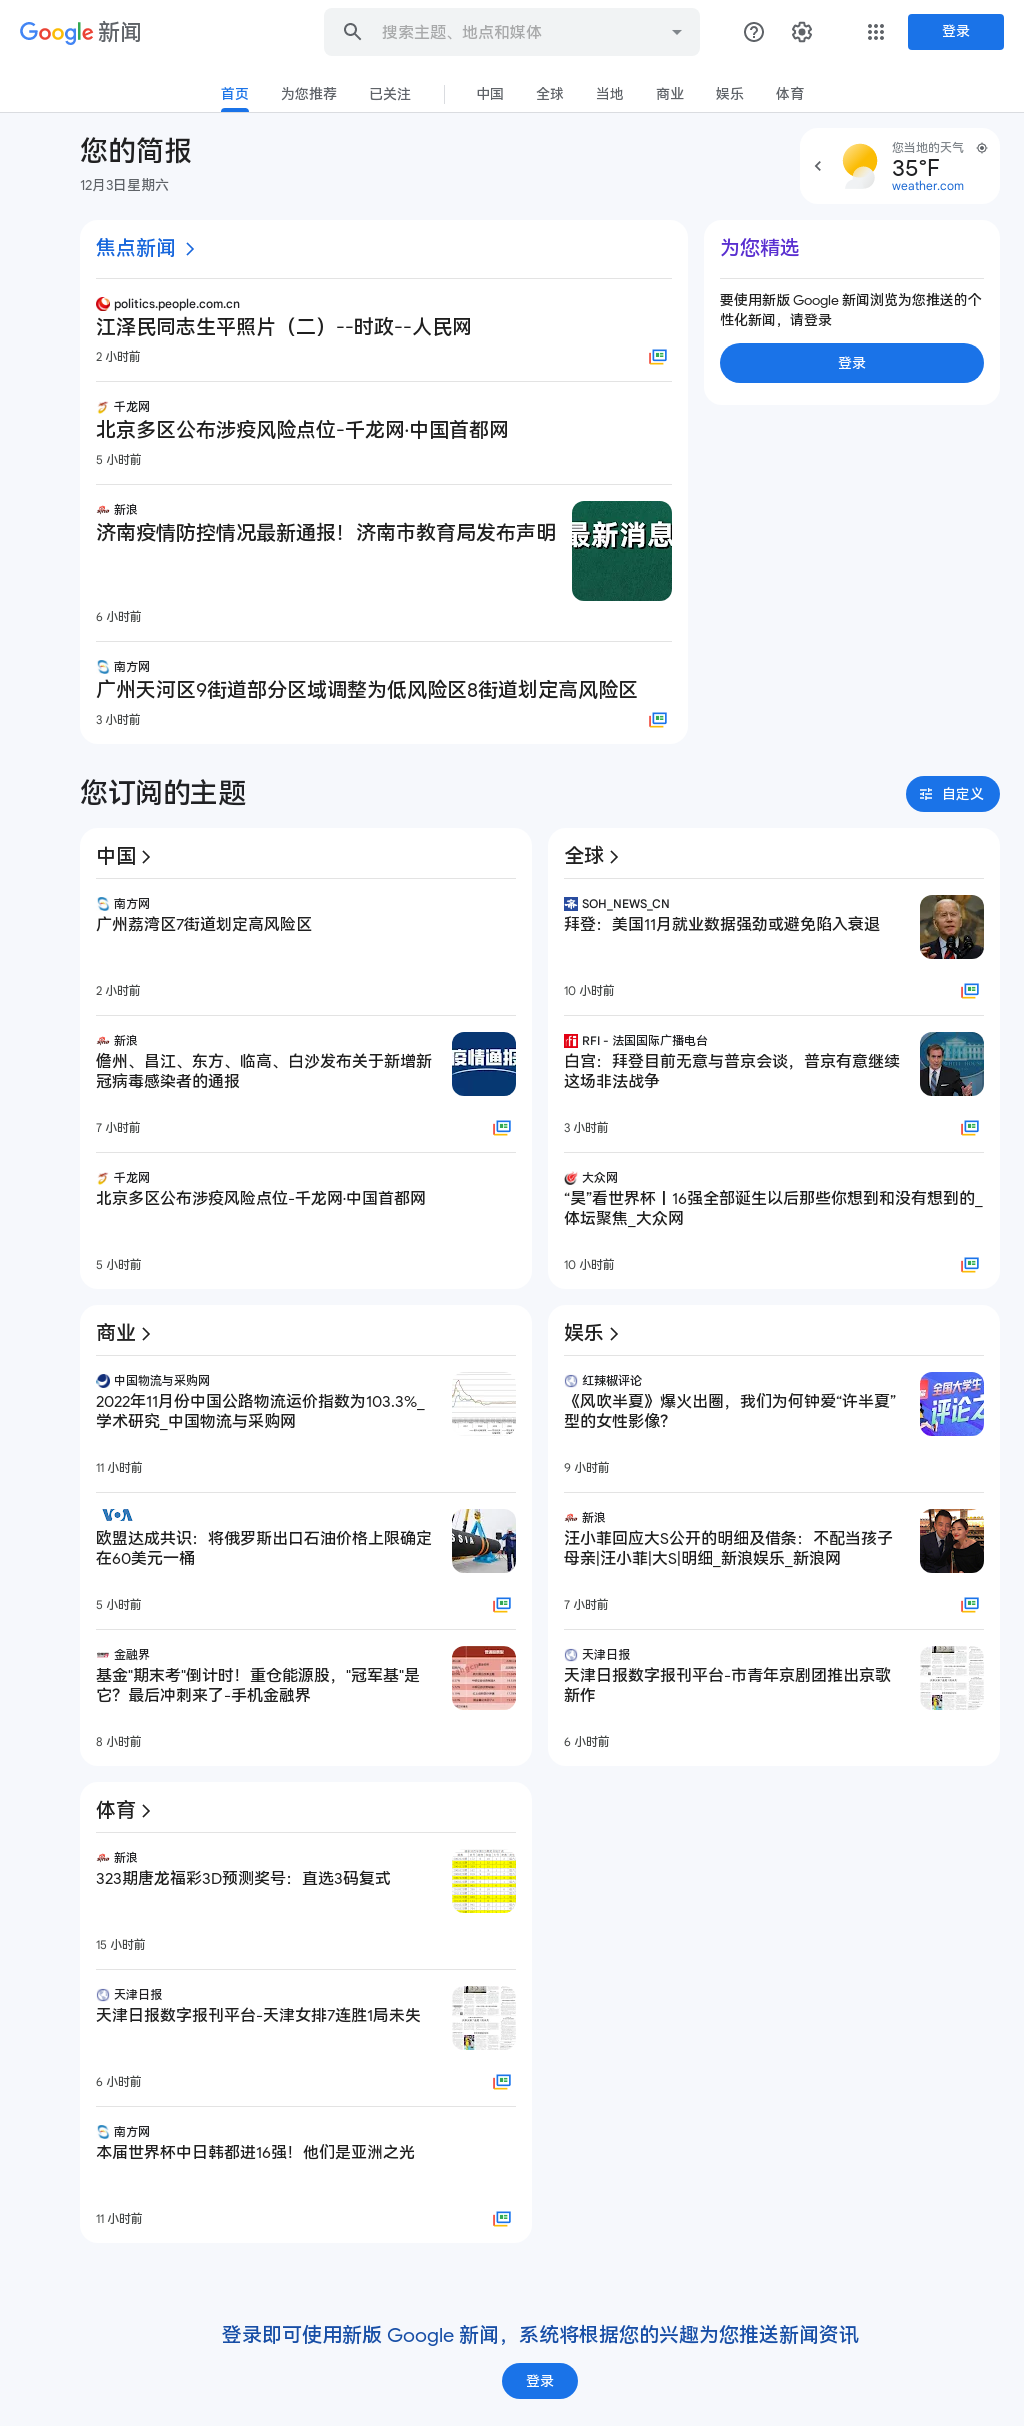 Google 新闻
搜索主题、地点和媒体
登录
首页 为您推荐 已关注 中国 全球 当地 商业 娱乐 体育
您的简报
12月3日星期六
您当地的天气
35°F
weather.com
焦点新闻
politics.people.com.cn
江泽民同志生平照片（二）--时政--人民网
2 小时前
千龙网
北京多区公布涉疫风险点位-千龙网·中国首都网
5 小时前
新浪
济南疫情防控情况最新通报！济南市教育局发布声明
最新消息
6 小时前
南方网
广州天河区9街道部分区域调整为低风险区8街道划定高风险区
3 小时前
为您精选
要使用新版 Google 新闻浏览为您推送的个
性化新闻，请登录
登录
您订阅的主题
自定义
中国
南方网
广州荔湾区7街道划定高风险区
2 小时前
新浪
儋州、昌江、东方、临高、白沙发布关于新增新
冠病毒感染者的通报
疫情通报
7 小时前
千龙网
北京多区公布涉疫风险点位-千龙网·中国首都网
5 小时前
全球
SOH_NEWS_CN
拜登：美国11月就业数据强劲或避免陷入衰退
10 小时前
rfi
RFI - 法国国际广播电台
白宫：拜登目前无意与普京会谈，普京有意继续
这场非法战争
3 小时前
大众网
“昊”看世界杯丨16强全部诞生以后那些你想到和没有想到的_
体坛聚焦_大众网
10 小时前
商业
中国物流与采购网
2022年11月份中国公路物流运价指数为103.3%_
学术研究_中国物流与采购网
11 小时前
VOA
欧盟达成共识：将俄罗斯出口石油价格上限确定
在60美元一桶
SSIA
5 小时前
金融界
基金"期末考"倒计时！重仓能源股，"冠军基"是
它？最后冲刺来了-手机金融界
8 小时前
娱乐
红辣椒评论
《风吹半夏》爆火出圈，我们为何钟爱“许半夏”
型的女性影像？
全国大学生
评论之
9 小时前
新浪
汪小菲回应大S公开的明细及借条：不配当孩子
母亲|汪小菲|大S|明细_新浪娱乐_新浪网
7 小时前
天津日报
天津日报数字报刊平台-市青年京剧团推出京歌
新作
6 小时前
体育
新浪
323期唐龙福彩3D预测奖号：直选3码复式
15 小时前
天津日报
天津日报数字报刊平台-天津女排7连胜1局未失
6 小时前
南方网
本届世界杯中日韩都进16强！他们是亚洲之光
11 小时前
登录即可使用新版 Google 新闻，系统将根据您的兴趣为您推送新闻资讯
登录